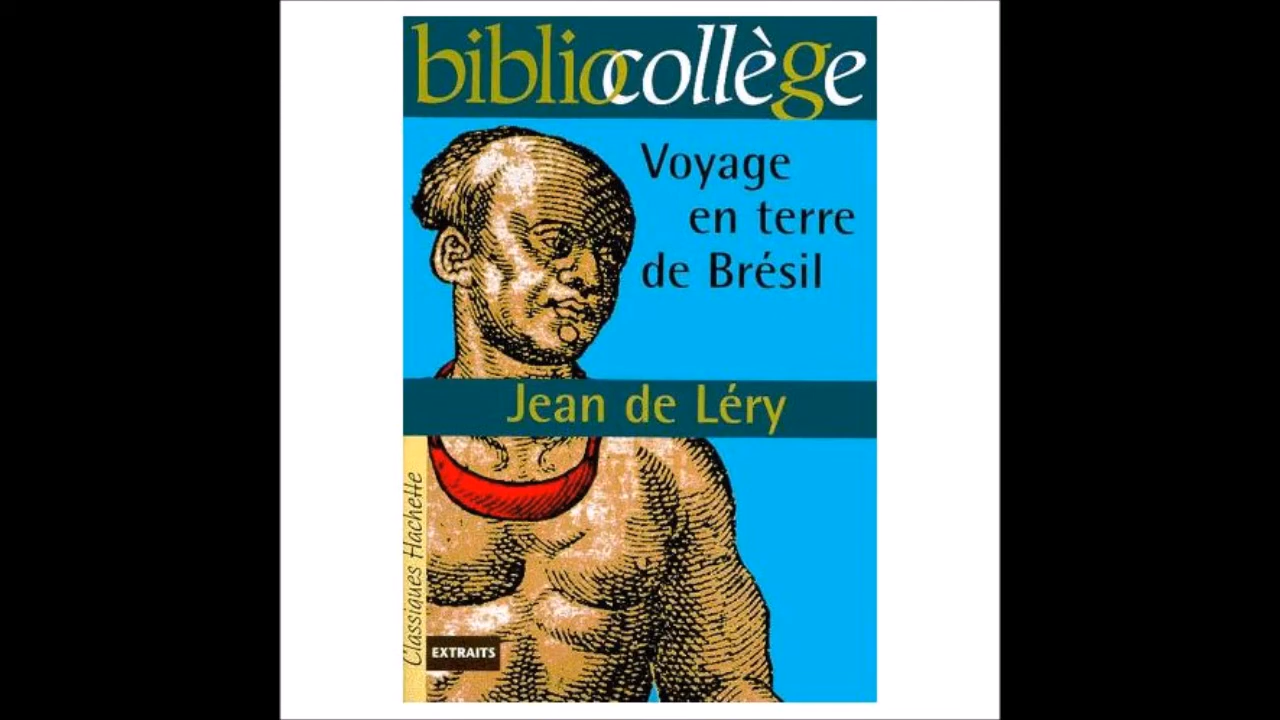 bibliocollège
Voyage
en terre
de Brésil
Jean de Léry
Classiques Hachette
EXTRAITS